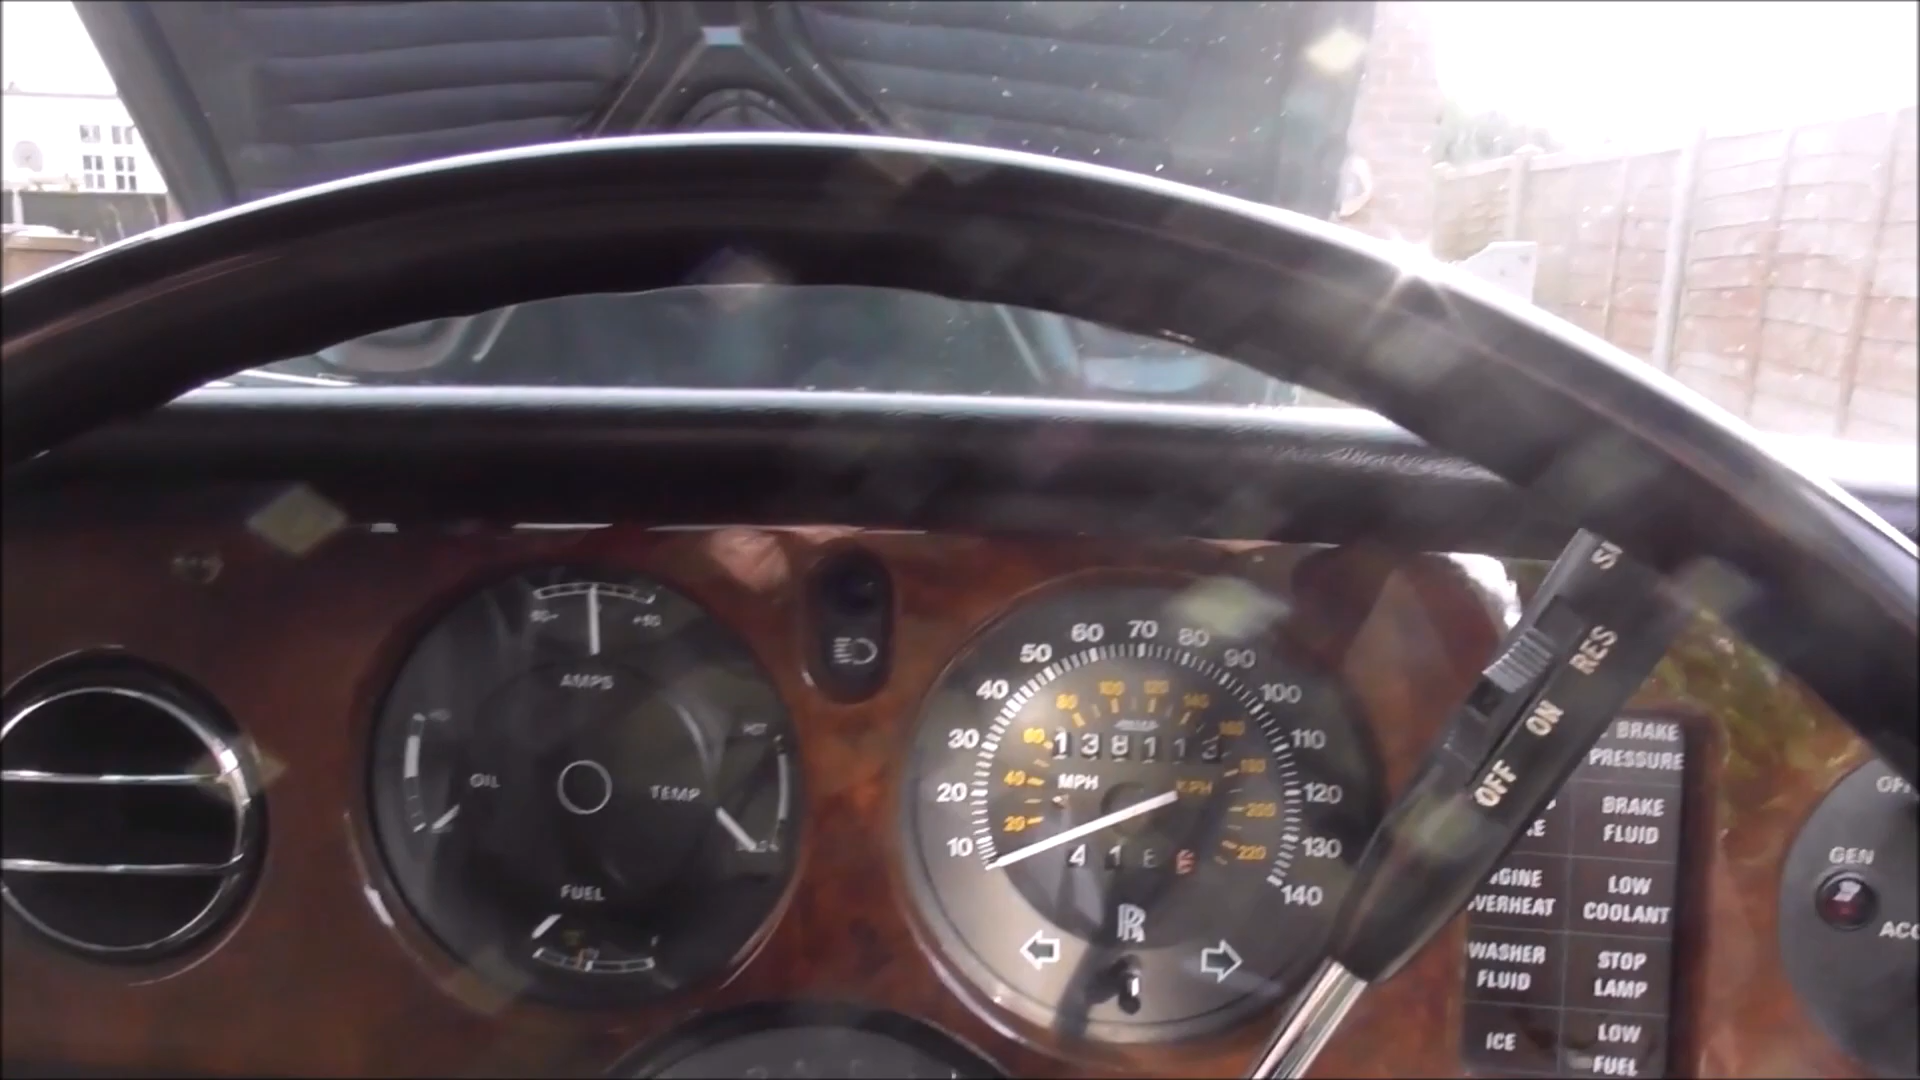 AMPS
OIL
TEMP
FUEL
10
20
30
40
50
60
70
80
90
100
110
120
130
140
20
40
60
80
100
120
140
160
180
200
220
138113
MPH
KPH
418
OFF
ON
RES
BRAKE
PRESSURE
BRAKE
FLUID
LOW
COOLANT
WASHER
FLUID
STOP
LAMP
ICE
LOW
FUEL
GEN